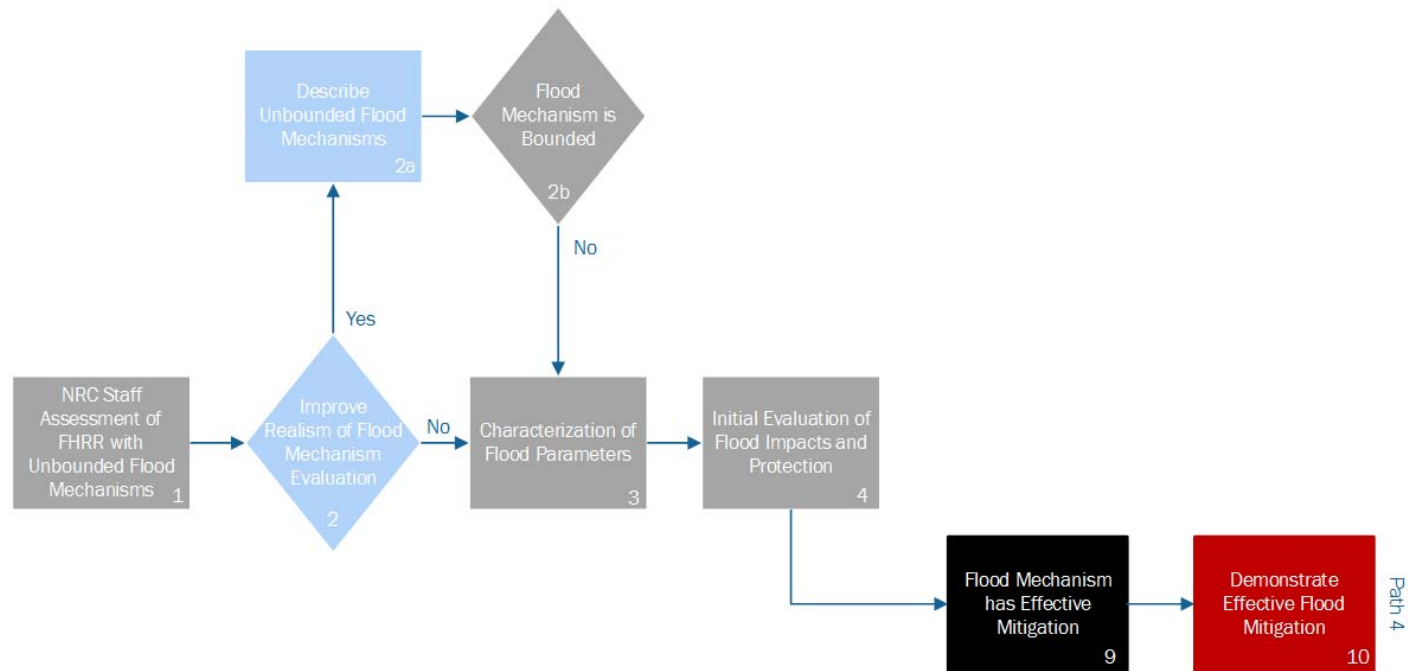 Describe
Unbounded Flood
Mechanisms
2a
Flood
Mechanism is
Bounded
2b
No
Yes
NRC Staff
Assessment of
FHRR with
Unbounded Flood
Mechanisms
1
Improve
Realism of Flood
Mechanism
Evaluation
2
No
Characterization of
Flood Parameters
3
Initial Evaluation of
Flood Impacts and
Protection
4
Flood Mechanism
has Effective
Mitigation
9
Demonstrate
Effective Flood
Mitigation
10
Path 4